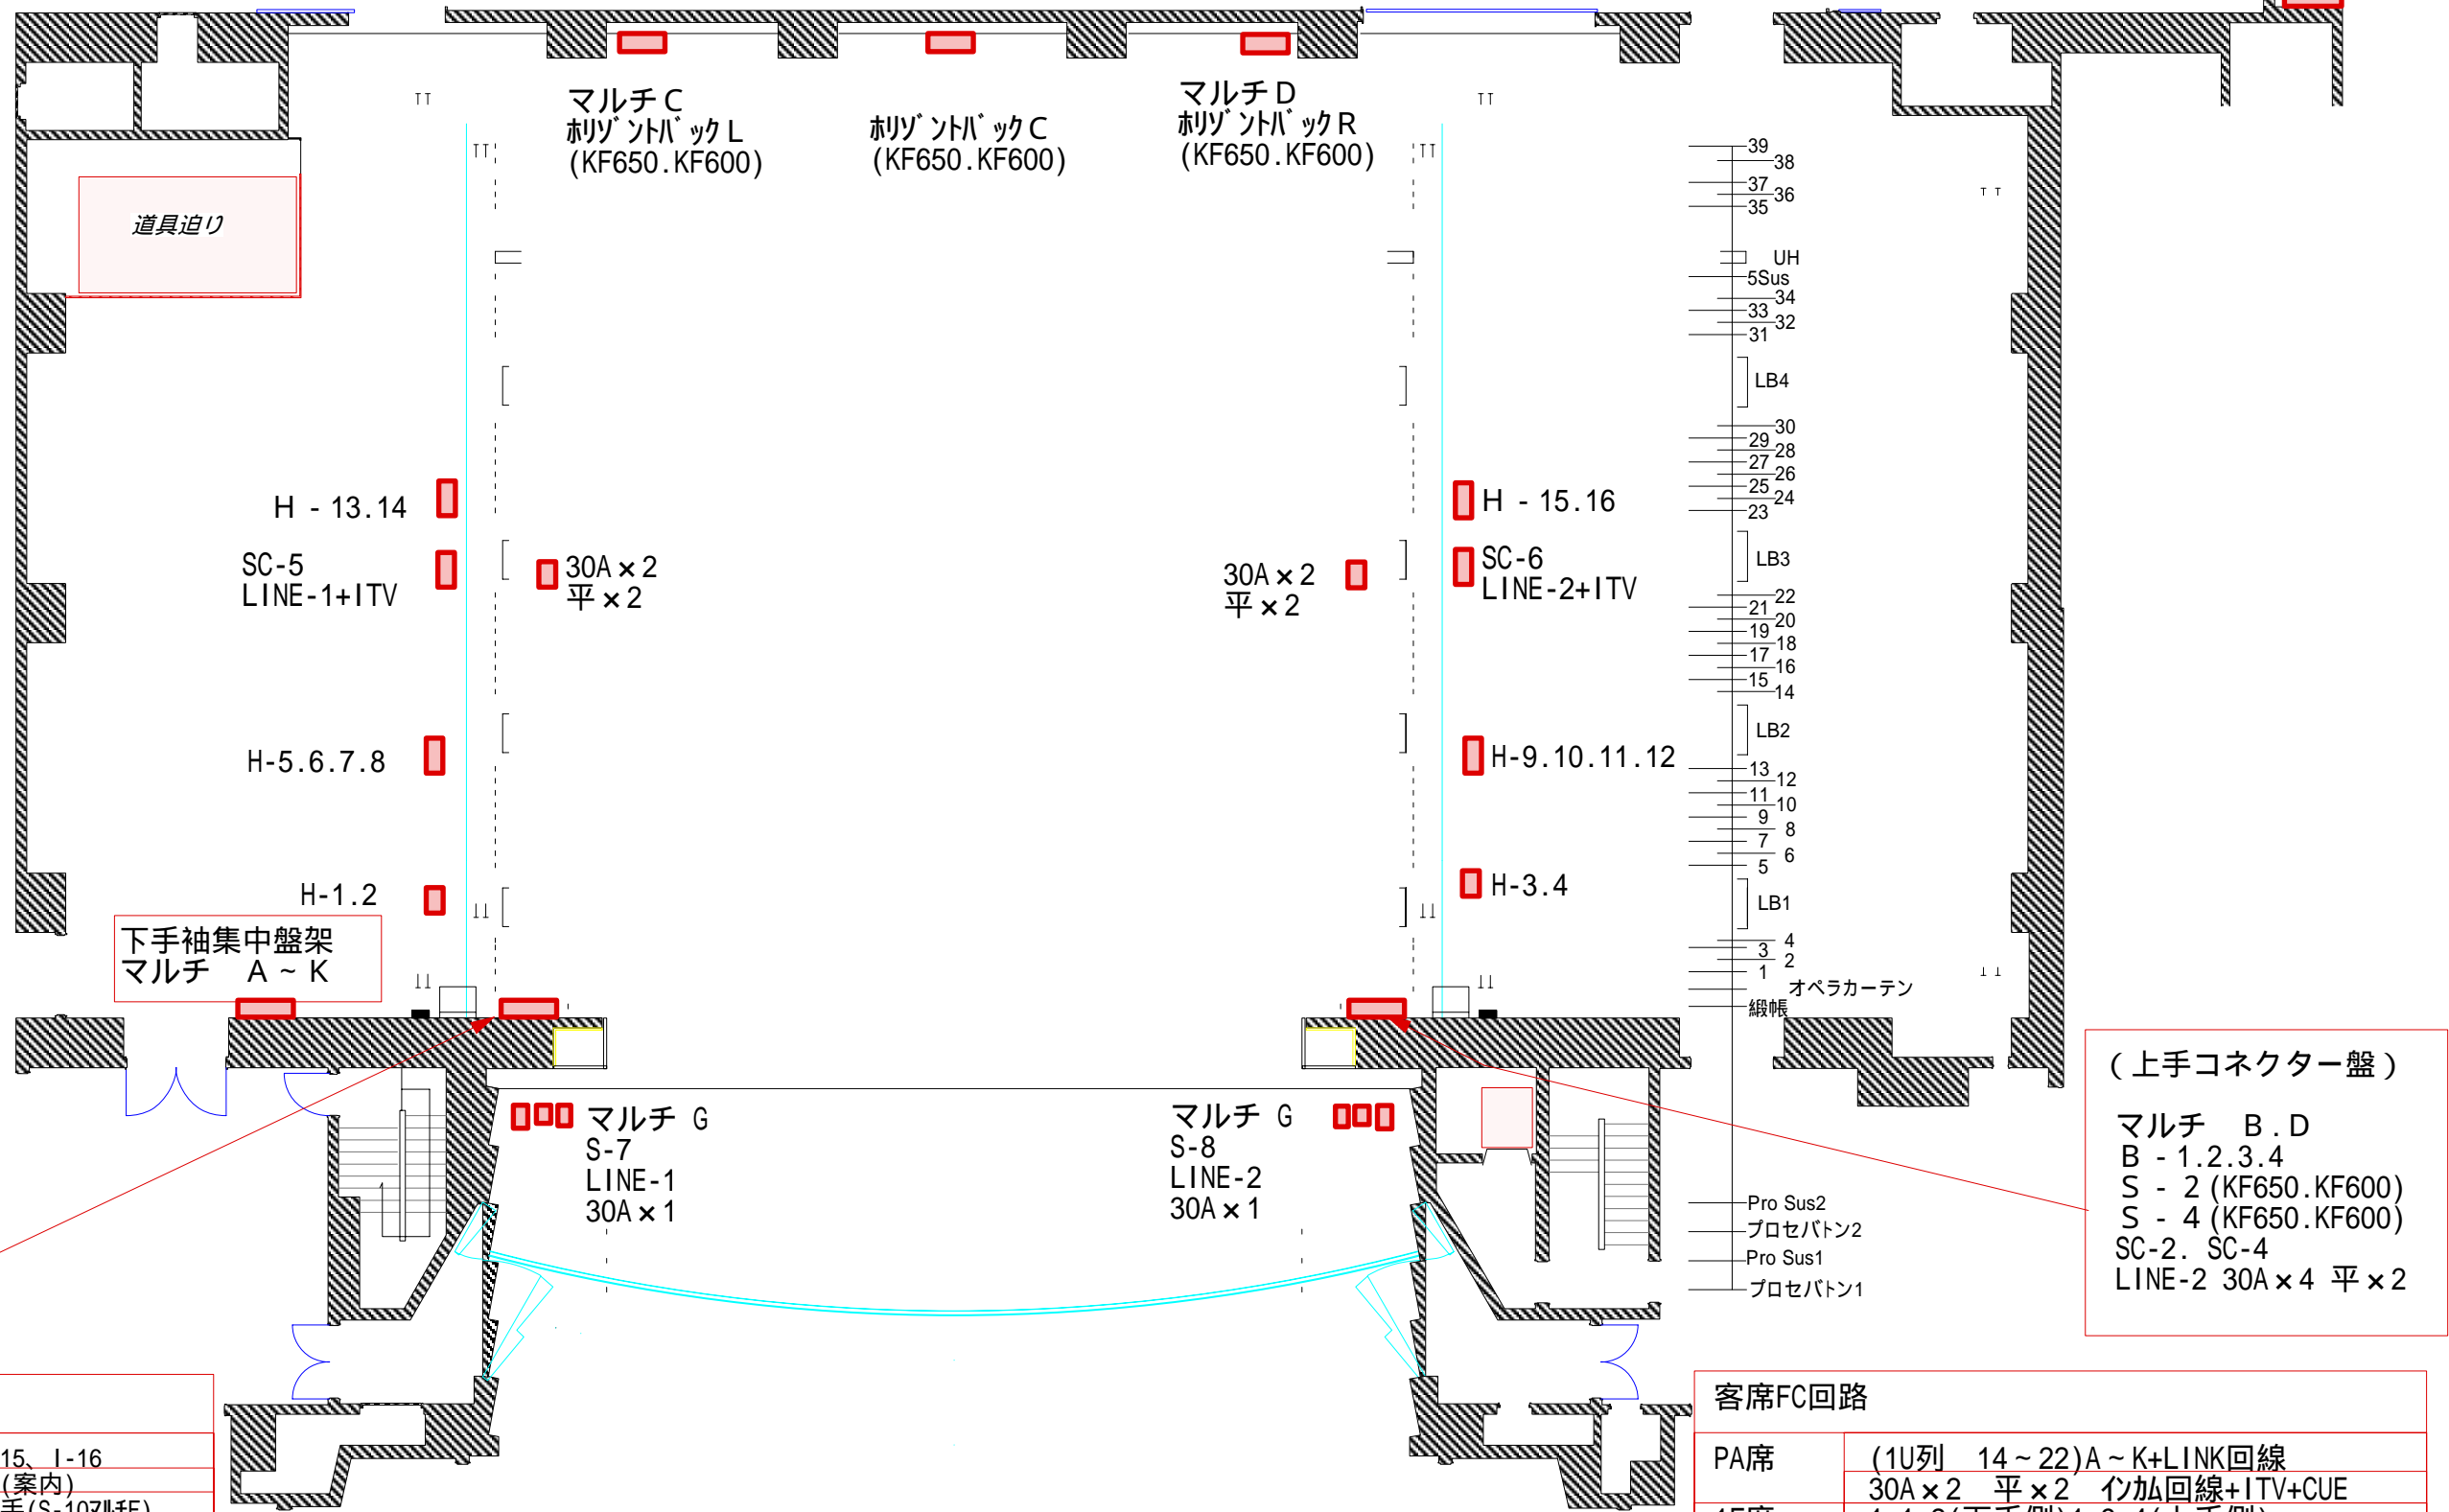 マルチC
ﾎﾘｿﾞﾝﾄﾊﾞｯｸL
(KF650.KF600)
ﾎﾘｿﾞﾝﾄﾊﾞｯｸC
(KF650.KF600)
マルチD
ﾎﾘｿﾞﾝﾄﾊﾞｯｸR
(KF650.KF600)
道具迫り
39
38
37
36
35
UH
5Sus
34
33
32
31
LB4
30
29
28
27
26
25
24
23
LB3
22
21
20
19
18
17
16
15
14
LB2
13
12
11
10
9
8
7
6
5
LB1
4
3
2
1
オペラカーテン
緞帳
Pro Sus2
プロセバトン2
Pro Sus1
プロセバトン1
H - 13.14
SC-5
LINE-1+ITV
30A×2
平×2
30A×2
平×2
H - 15.16
SC-6
LINE-2+ITV
H-5.6.7.8
H-9.10.11.12
H-1.2
H-3.4
下手袖集中盤架
マルチ A~K
マルチ G
S-7
LINE-1
30A×1
マルチ G
S-8
LINE-2
30A×1
(上手コネクター盤)
マルチ B.D
B -1.2.3.4
S - 2(KF650.KF600)
S - 4(KF650.KF600)
SC-2. SC-4
LINE-2 30A×4 平×2
15、I-16
(案内)
客席FC回路
PA席 (1U列 14~22)A~K+LINK回線
30A×2 平×2 ｲﾝｶﾑ回線+ITV+CUE